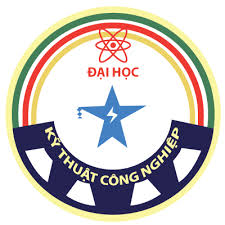 ĐẠI HỌC
KỸ THUẬT CÔNG NGHIỆP